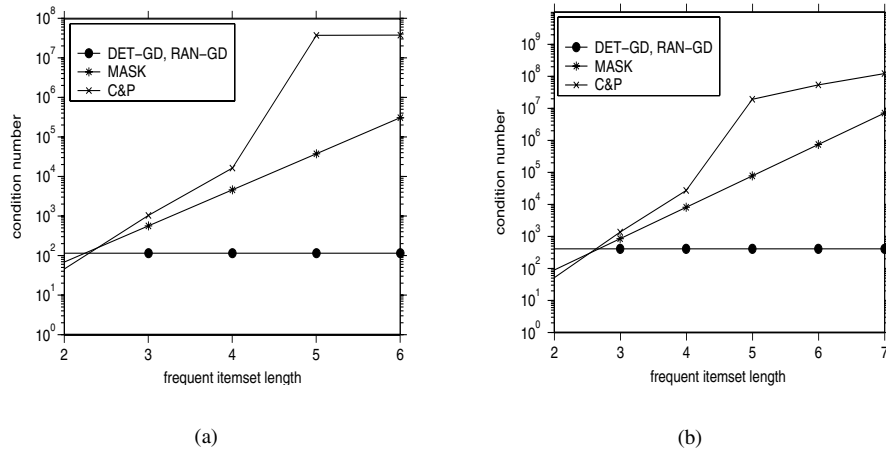 10^8
10^7
10^6
10^5
10^4
10^3
10^2
10^1
10^0
condition number
DET-GD, RAN-GD
MASK
C&P
2 3 4 5 6
frequent itemset length
(a)
10^9
10^8
10^7
10^6
10^5
10^4
10^3
10^2
10^1
10^0
condition number
DET-GD, RAN-GD
MASK
C&P
2 3 4 5 6 7
frequent itemset length
(b)